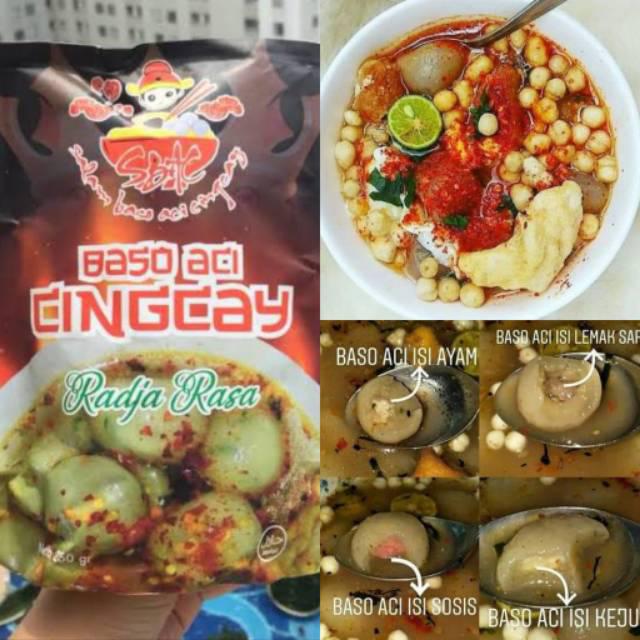 SBAC
BASO ACI
CINGCAY
Radja Rasa
BASO ACI ISI AYAM
BASO ACI ISI LEMAK SAP
BASO ACI ISI SOSIS
BASO ACI ISI KEJU